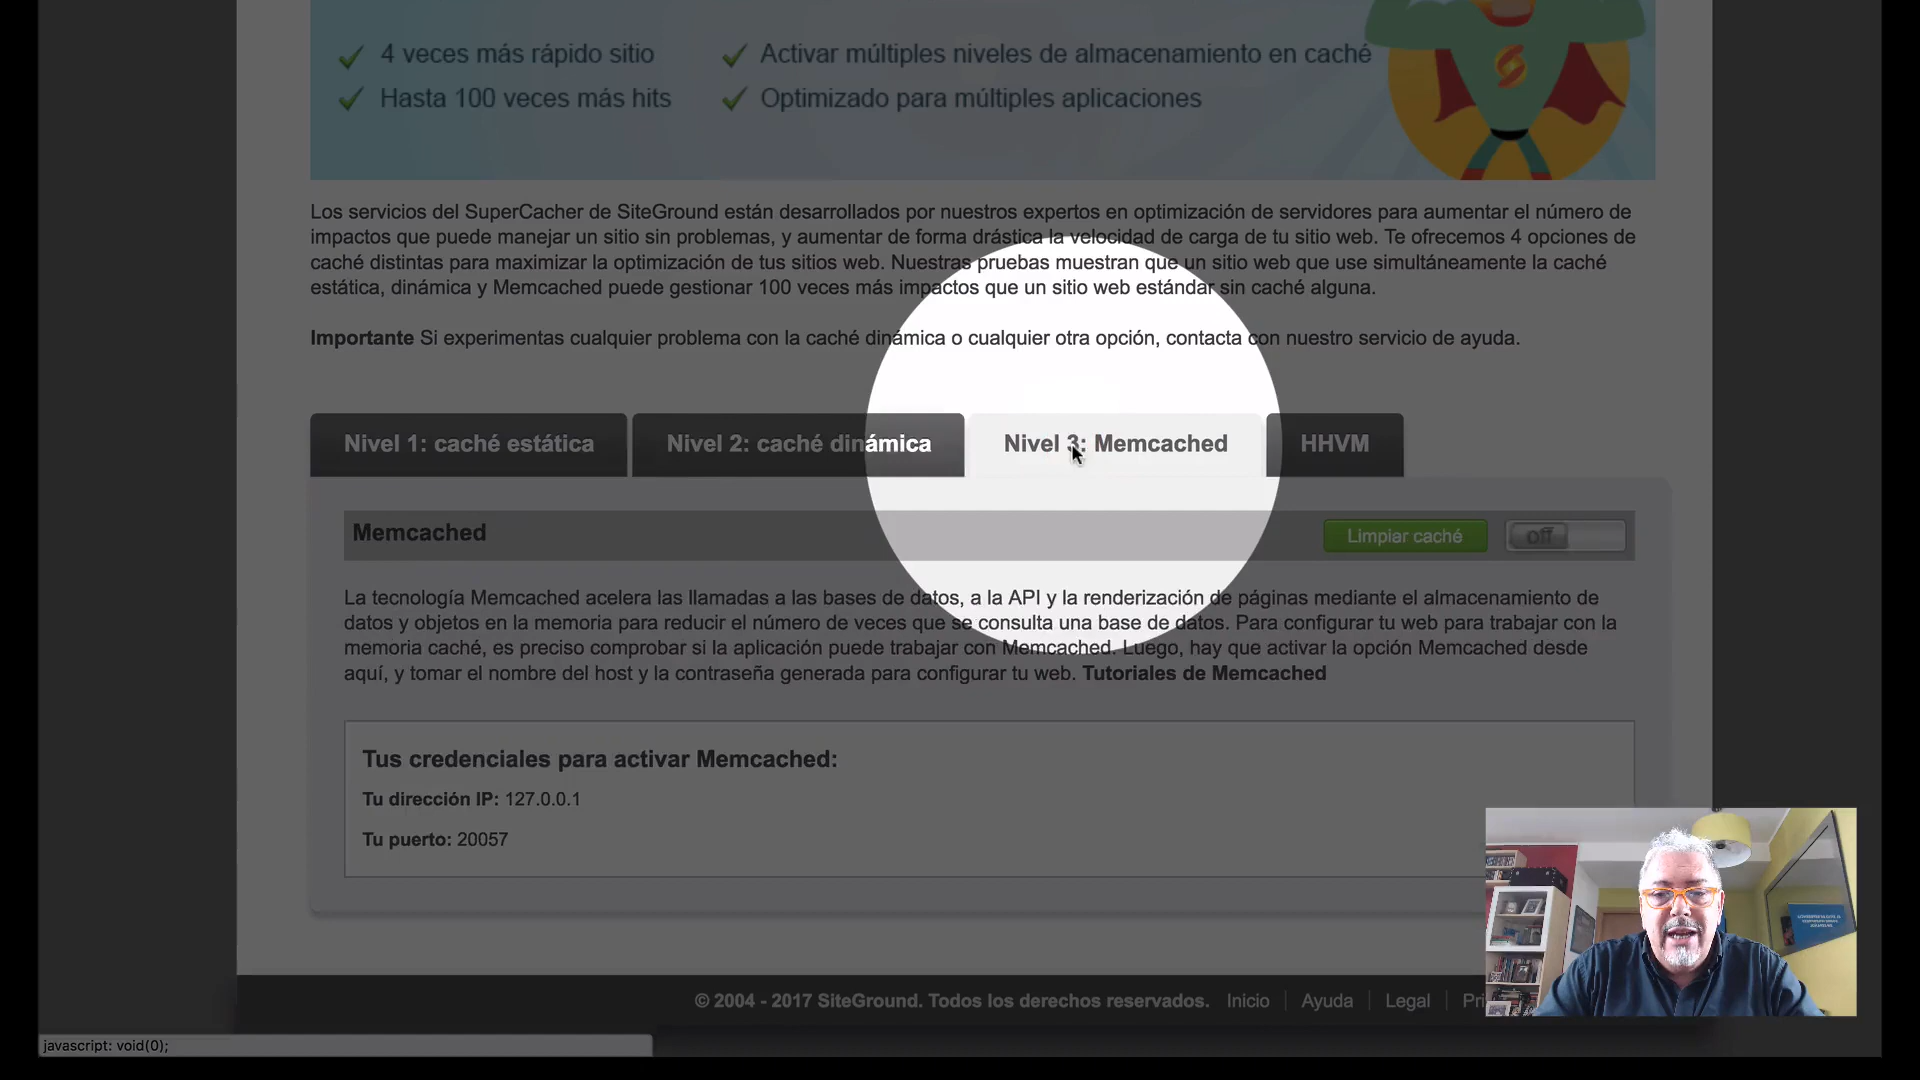 4 veces más rápido sitio
Activar múltiples niveles de almacenamiento en caché
Hasta 100 veces más hits
Optimizado para múltiples aplicaciones
Los servicios del SuperCacher de SiteGround están desarrollados por nuestros expertos en optimización de servidores para aumentar el número de
impactos que puede manejar un sitio sin problemas, y aumentar de forma drástica la velocidad de carga de tu sitio web. Te ofrecemos 4 opciones de
caché distintas para maximizar la optimización de tus sitios web. Nuestras pruebas muestran que un sitio web que use simultáneamente la caché
estática, dinámica y Memcached puede gestionar 100 veces más impactos que un sitio web estándar sin caché alguna.
Importante Si experimentas cualquier problema con la caché dinámica o cualquier otra opción, contacta con nuestro servicio de ayuda.
Nivel 1: caché estática
Nivel 2: caché dinámica
Nivel 3: Memcached
HHVM
Memcached
Limpiar caché
off
La tecnología Memcached acelera las llamadas a las bases de datos, a la API y la renderización de páginas mediante el almacenamiento de
datos y objetos en la memoria para reducir el número de veces que se consulta una base de datos. Para configurar tu web para trabajar con la
memoria caché, es preciso comprobar si la aplicación puede trabajar con Memcached. Luego, hay que activar la opción Memcached desde
aquí, y tomar el nombre del host y la contraseña generada para configurar tu web. Tutoriales de Memcached
Tus credenciales para activar Memcached:
Tu dirección IP: 127.0.0.1
Tu puerto: 20057
© 2004 - 2017 SiteGround. Todos los derechos reservados.
Inicio
Ayuda
Legal
javascript: void(0);